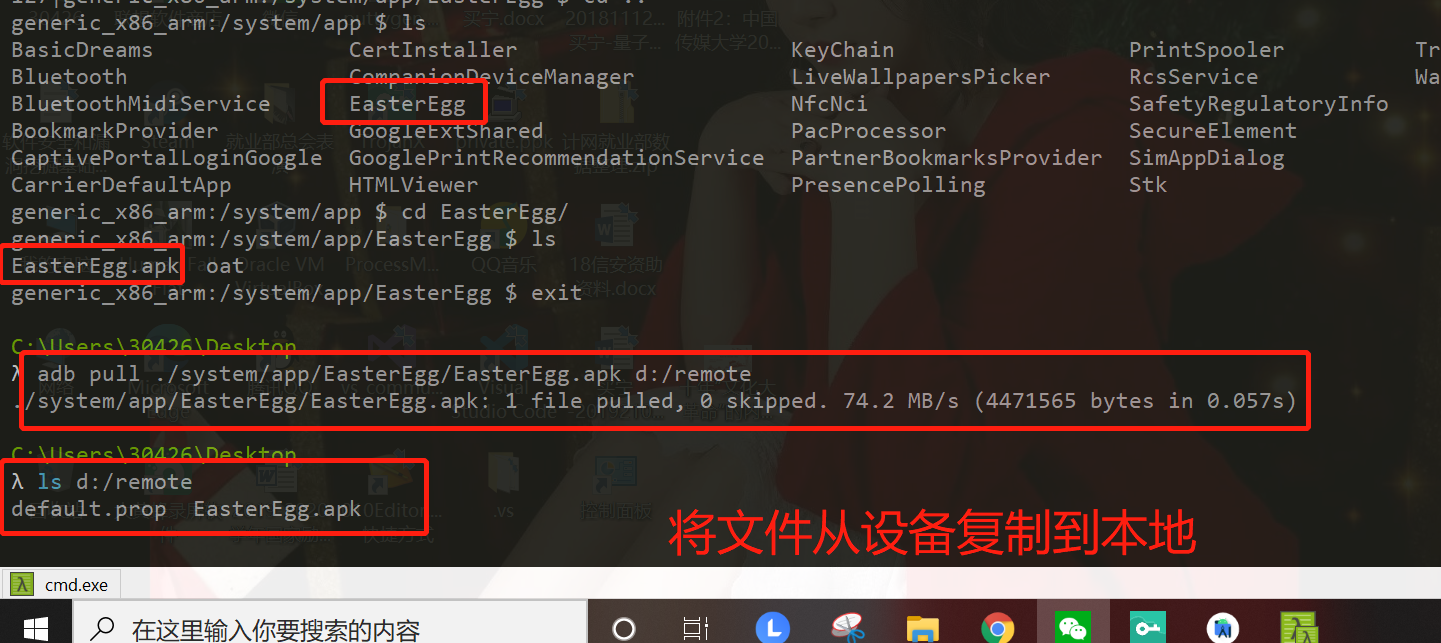 generic_x86_arm:/system/app $ ls
BasicDreams CertInstaller KeyChain PrintSpooler Tr
Bluetooth CompanionDeviceManager LiveWallpapersPicker RcsService Wa
BluetoothMidiService EasterEgg NfcNci SafetyRegulatoryInfo
BookmarkProvider GoogleExtShared PacProcessor SecureElement
CaptivePortalLoginGoogle GooglePrintRecommendationService PartnerBookmarksProvider SimAppDialog
CarrierDefaultApp HTMLViewer PresencePolling Stk
generic_x86_arm:/system/app $ cd EasterEgg/
generic_x86_arm:/system/app/EasterEgg $ ls
EasterEgg.apk oat
generic_x86_arm:/system/app/EasterEgg $ exit
C:\Users\30426\Desktop
λ adb pull ./system/app/EasterEgg/EasterEgg.apk d:/remote
./system/app/EasterEgg/EasterEgg.apk: 1 file pulled, 0 skipped. 74.2 MB/s (4471565 bytes in 0.057s)
C:\Users\30426\Desktop
λ ls d:/remote
default.prop EasterEgg.apk
将文件从设备复制到本地
λ cmd.exe
在这里输入你要搜索的内容